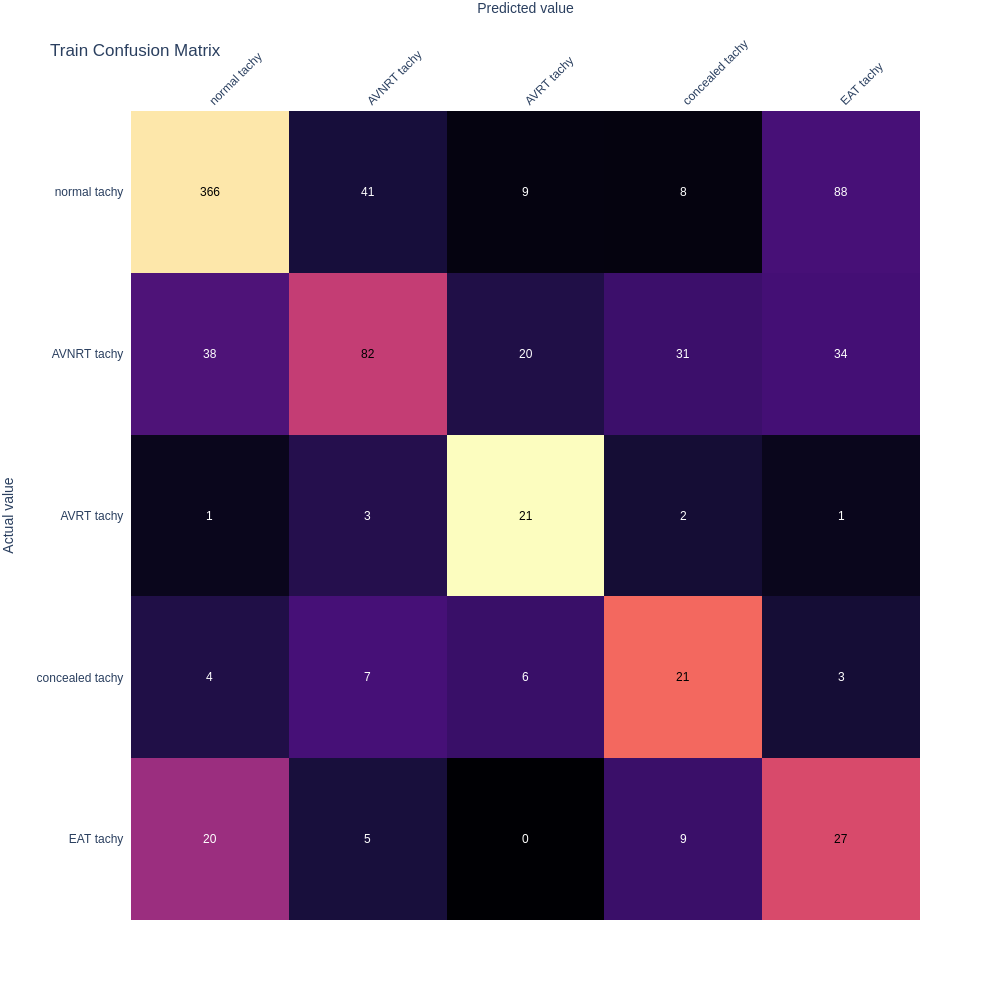 Predicted value
Train Confusion Matrix
normal tachy AVNRT tachy AVRT tachy concealed tachy EAT tachy
normal tachy 366 41 9 8 88
AVNRT tachy 38 82 20 31 34
Actual value
AVRT tachy 1 3 21 2 1
concealed tachy 4 7 6 21 3
EAT tachy 20 5 0 9 27